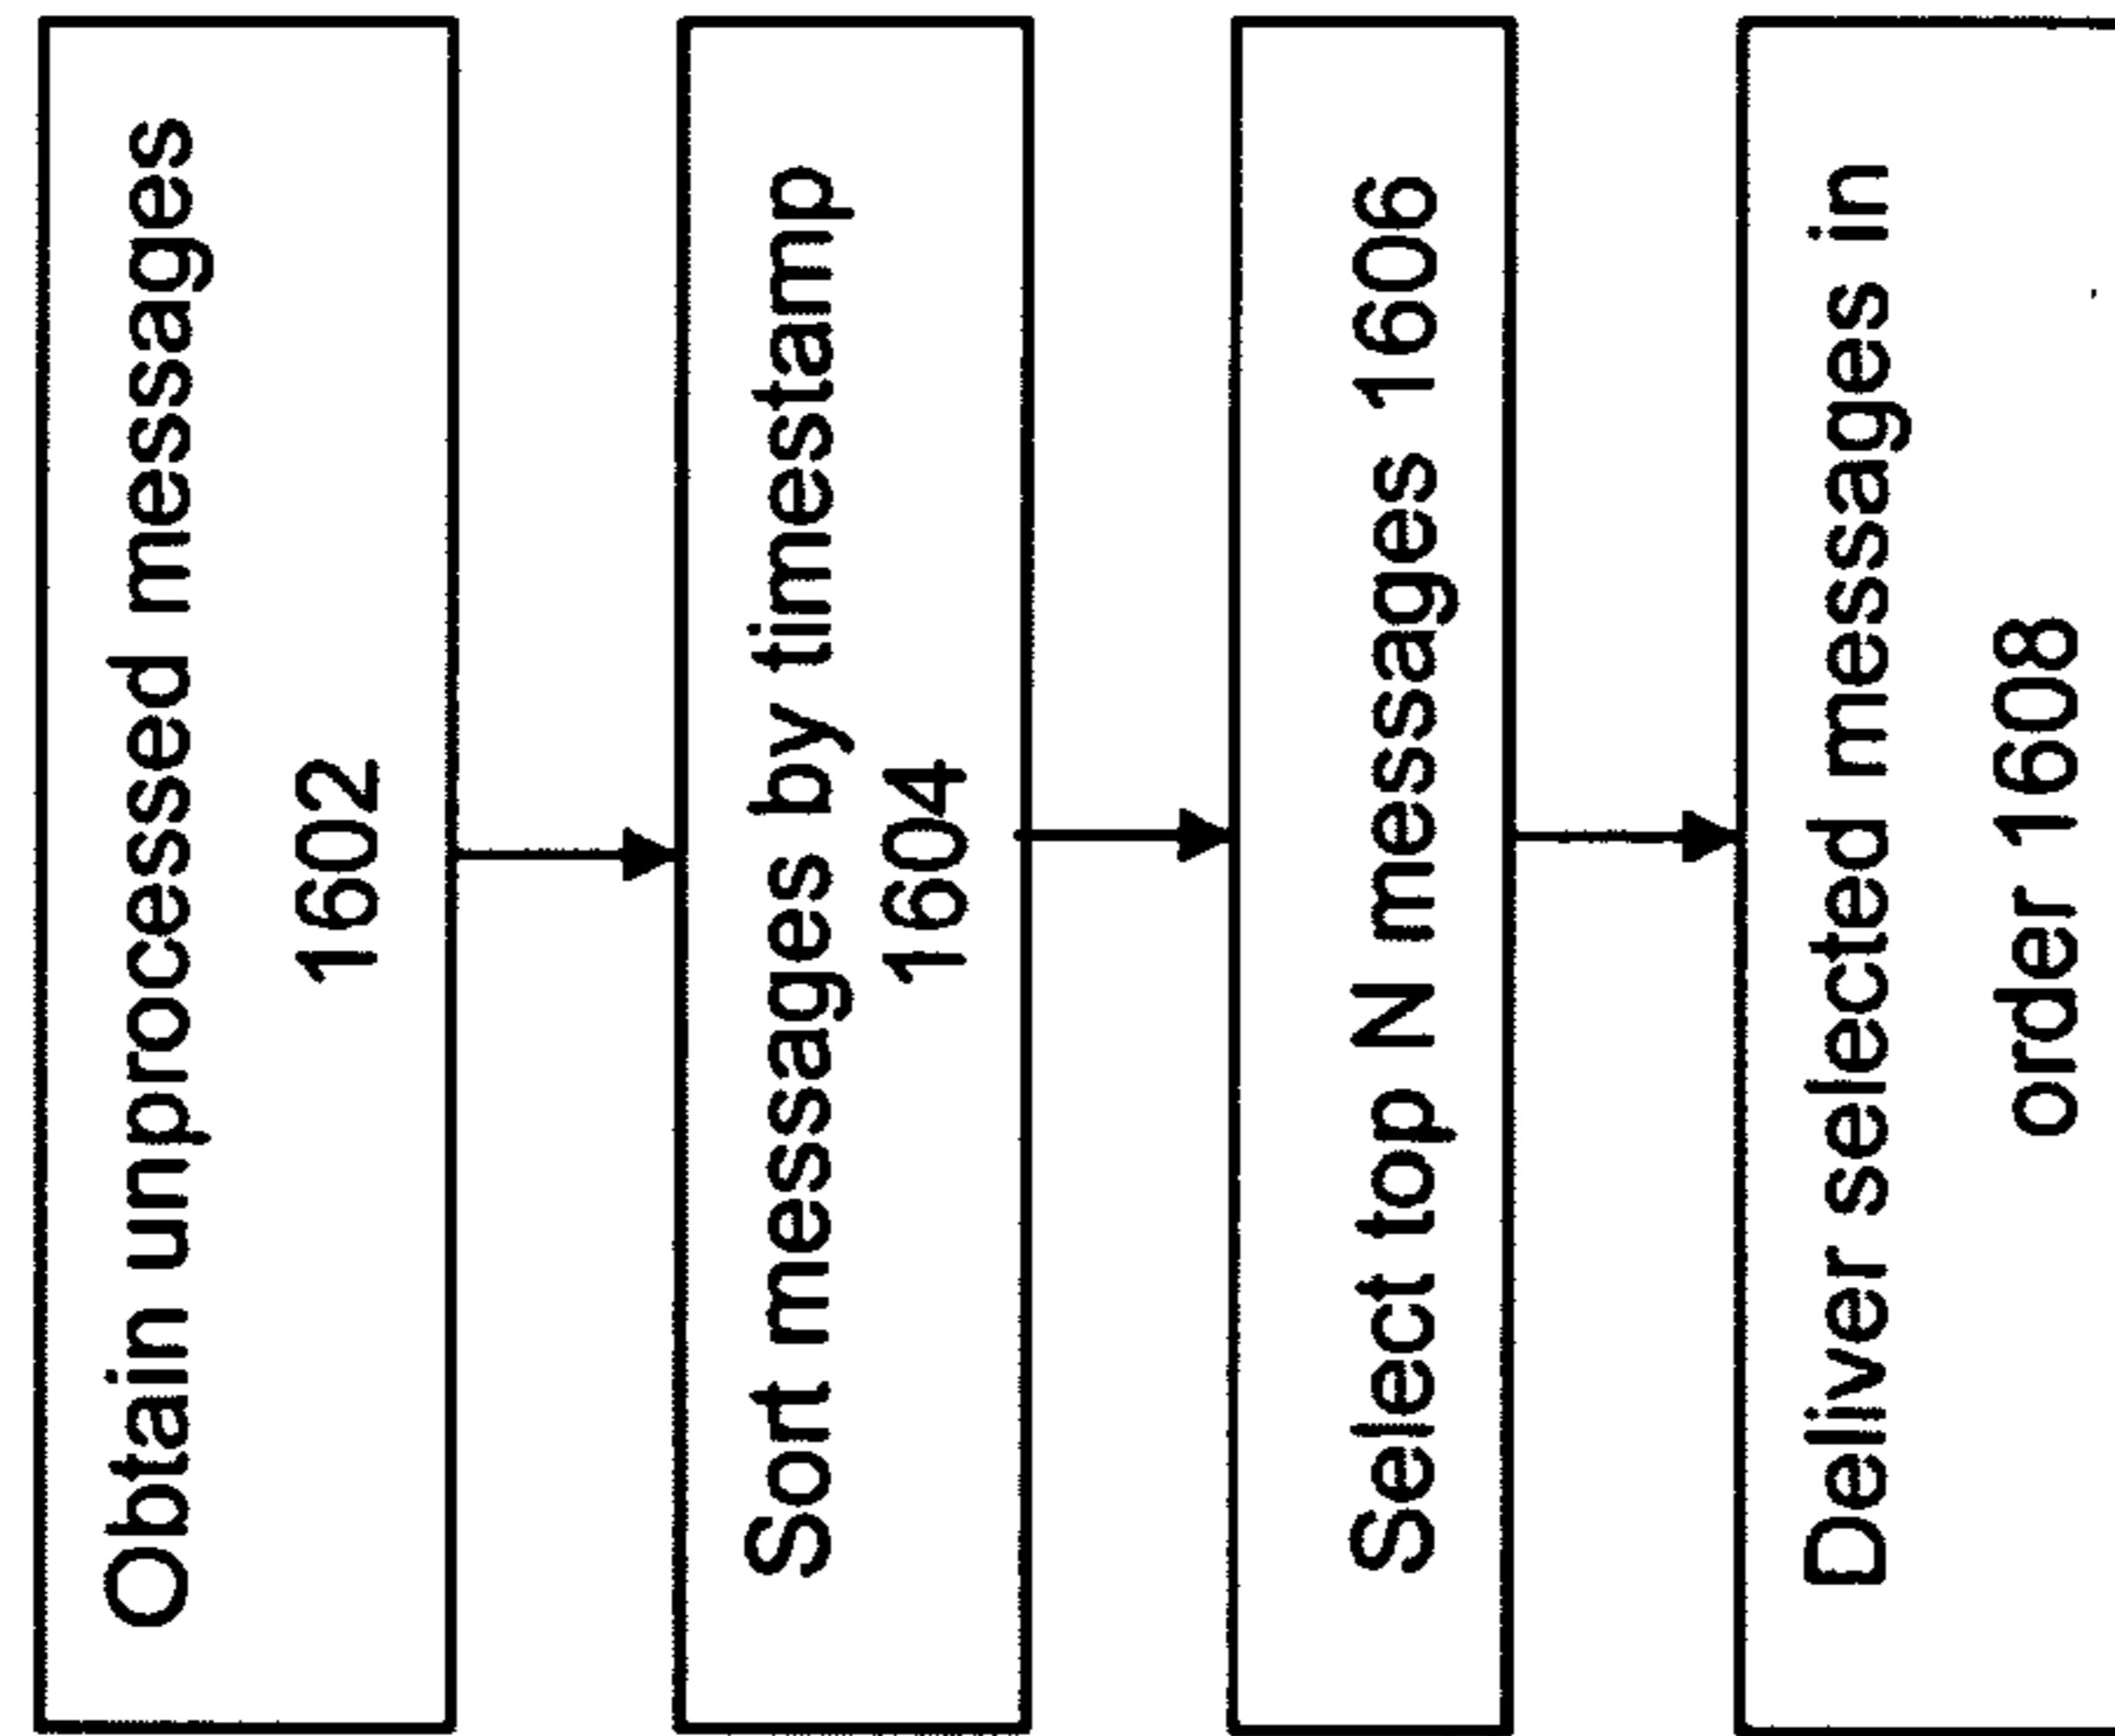 Obtain unprocessed messages
1602
Sort messages by timestamp
1604
Select top N messages 1606
Deliver selected messages in
order 1608